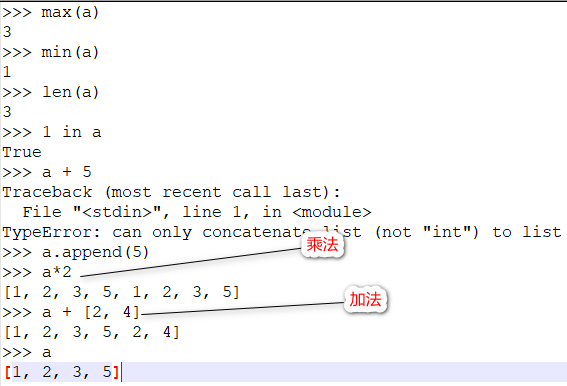 >>> max(a)
3
>>> min(a)
1
>>> len(a)
3
>>> 1 in a
True
>>> a + 5
Traceback (most recent call last):
  File "<stdin>", line 1, in <module>
TypeError: can only concatenate list (not "int") to list
>>> a.append(5)
乘法
>>> a*2
[1, 2, 3, 5, 1, 2, 3, 5]
加法
>>> a + [2, 4]
[1, 2, 3, 5, 2, 4]
>>> a
[1, 2, 3, 5]